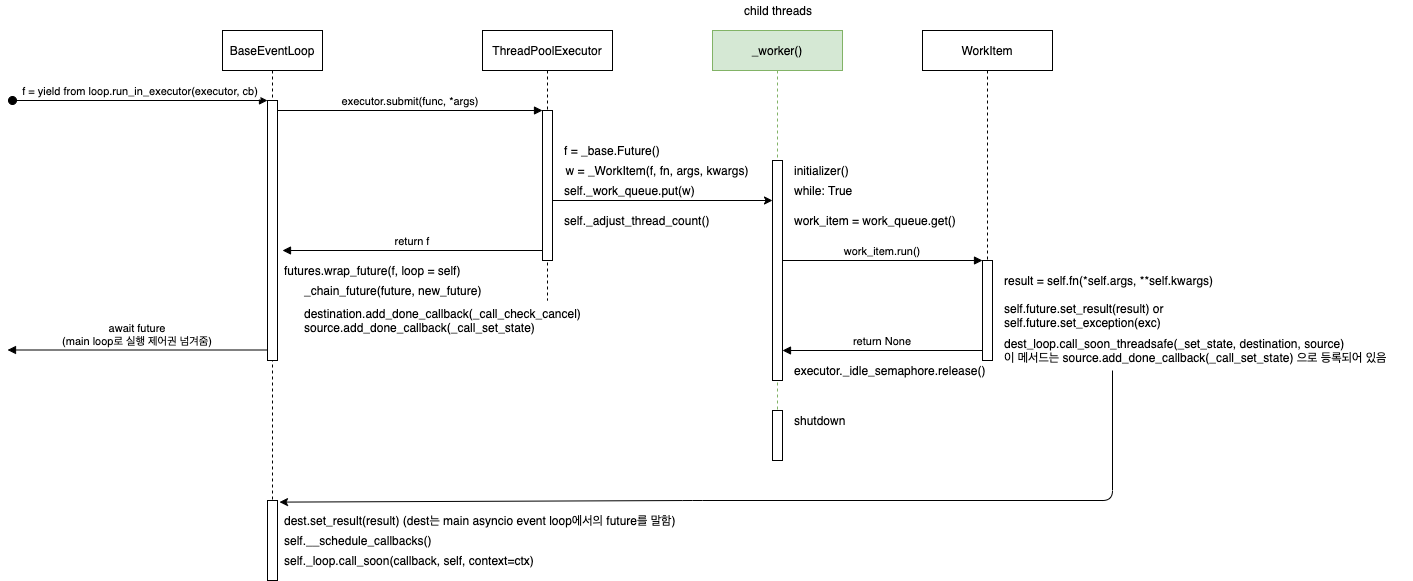 child threads
BaseEventLoop
ThreadPoolExecutor
_worker()
WorkItem
f = yield from loop.run_in_executor(executor, cb)
executor.submit(func, *args)
f = _base.Future()
w = _WorkItem(f, fn, args, kwargs)
self._work_queue.put(w)
self._adjust_thread_count()
initializer()
while: True
work_item = work_queue.get()
return f
work_item.run()
futures.wrap_future(f, loop = self)
_chain_future(future, new_future)
destination.add_done_callback(_call_check_cancel)
source.add_done_callback(_call_set_state)
result = self.fn(*self.args, **self.kwargs)
self.future.set_result(result) or
self.future.set_exception(exc)
await future
(main loop로 실행 제어권 넘겨줌)
return None
dest_loop.call_soon_threadsafe(_set_state, destination, source)
이 메서드는 source.add_done_callback(_call_set_state) 으로 등록되어 있음
executor._idle_semaphore.release()
shutdown
dest.set_result(result) (dest는 main asyncio event loop에서의 future를 말함)
self.__schedule_callbacks()
self._loop.call_soon(callback, self, context=ctx)